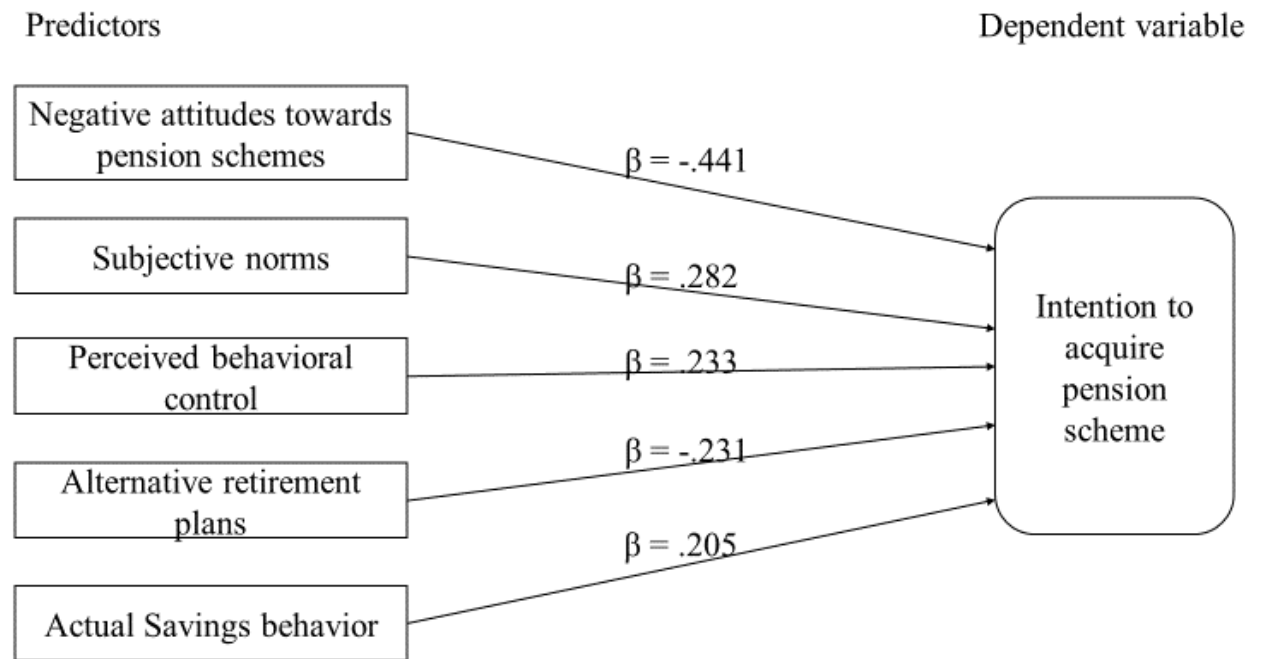 Predictors
Dependent variable
Negative attitudes towards
pension schemes
β = -.441
Subjective norms
β = .282
Perceived behavioral
control
β = .233
Alternative retirement
plans
β = -.231
Actual Savings behavior
β = .205
Intention to
acquire
pension
scheme